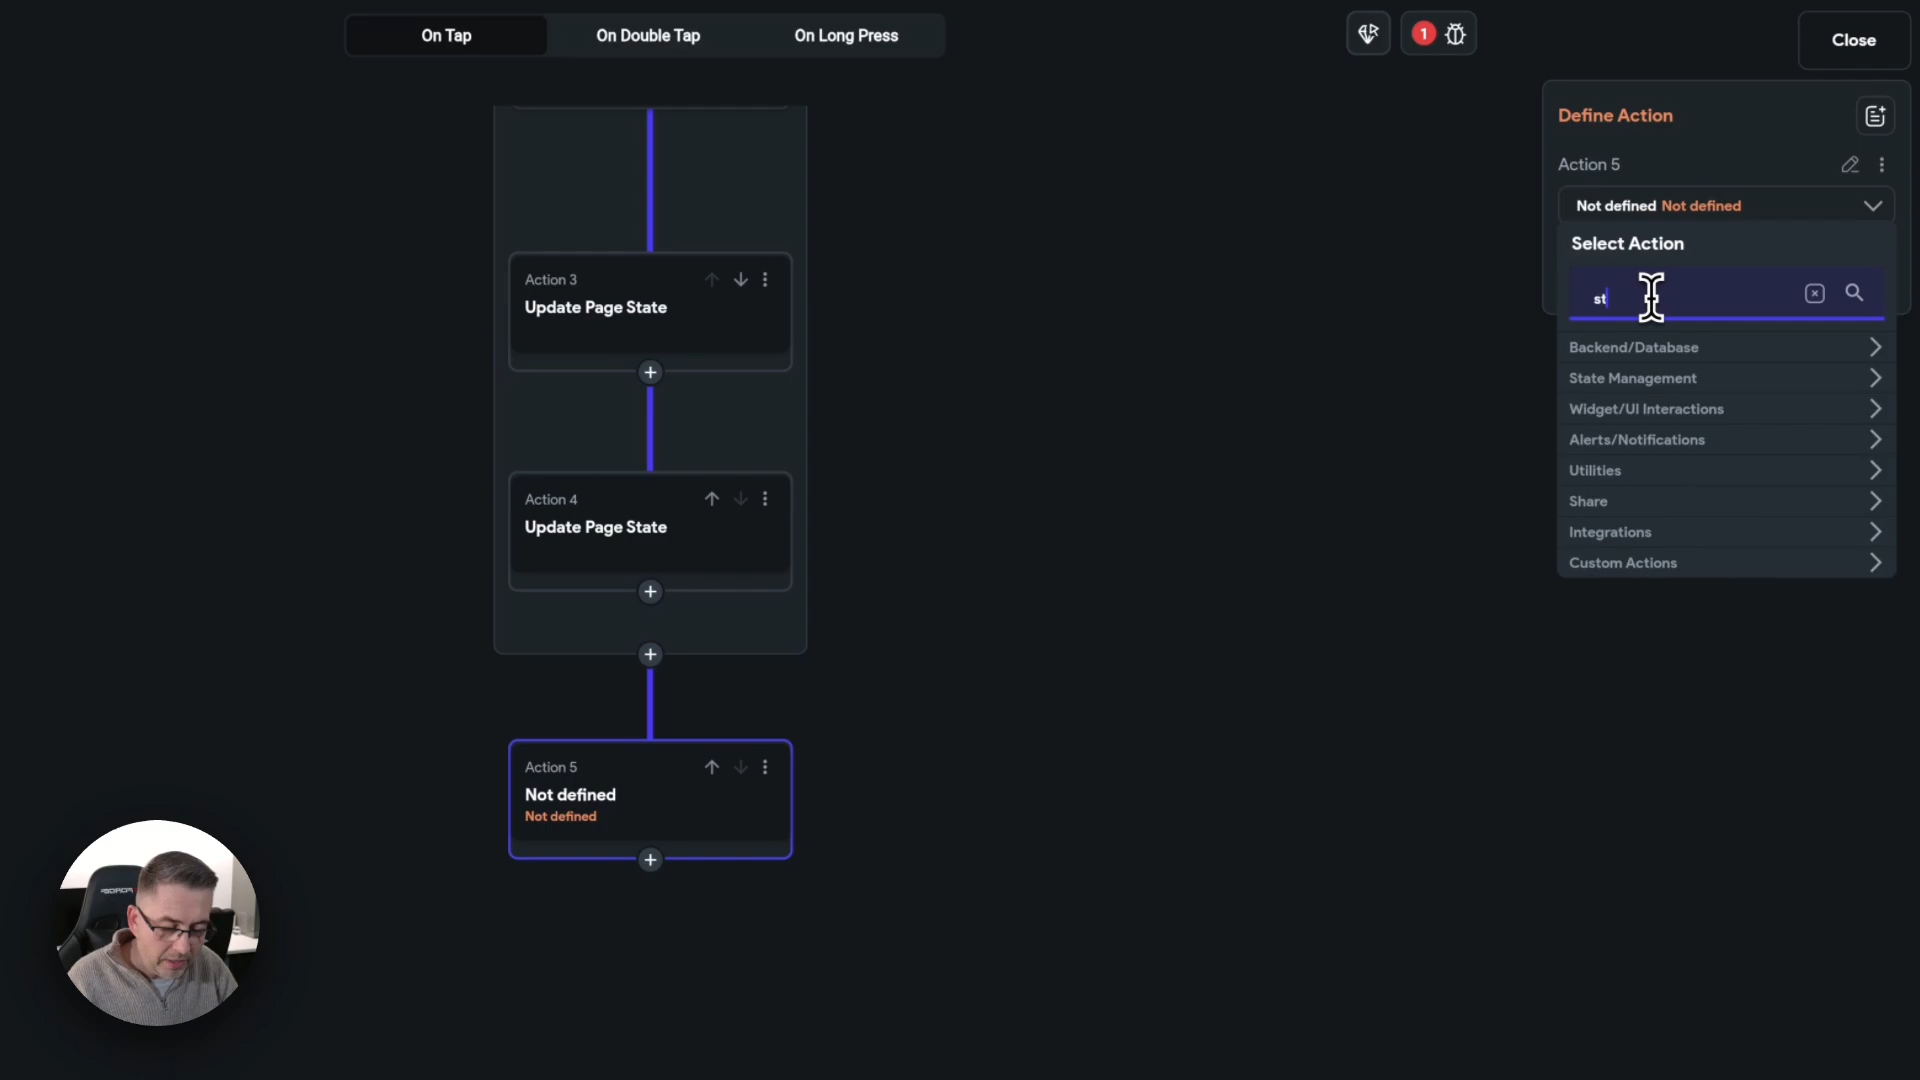 On Tap
On Double Tap
On Long Press
1
Close
Define Action
Action 5
Not defined Not defined
Select Action
st
Backend/Database
State Management
Widget/UI Interactions
Alerts/Notifications
Utilities
Share
Integrations
Custom Actions
Action 3
Update Page State
Action 4
Update Page State
Action 5
Not defined
Not defined